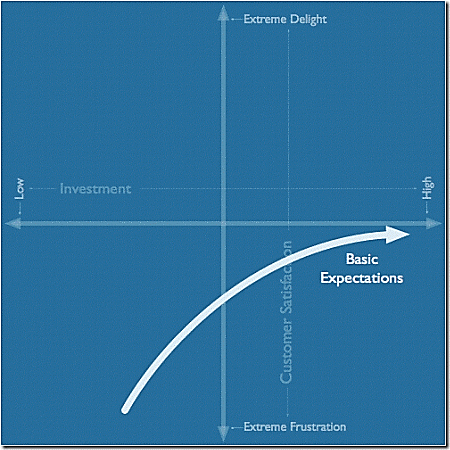 Extreme Delight
Low
Investment
High
Basic
Expectations
Customer Satisfaction
Extreme Frustration